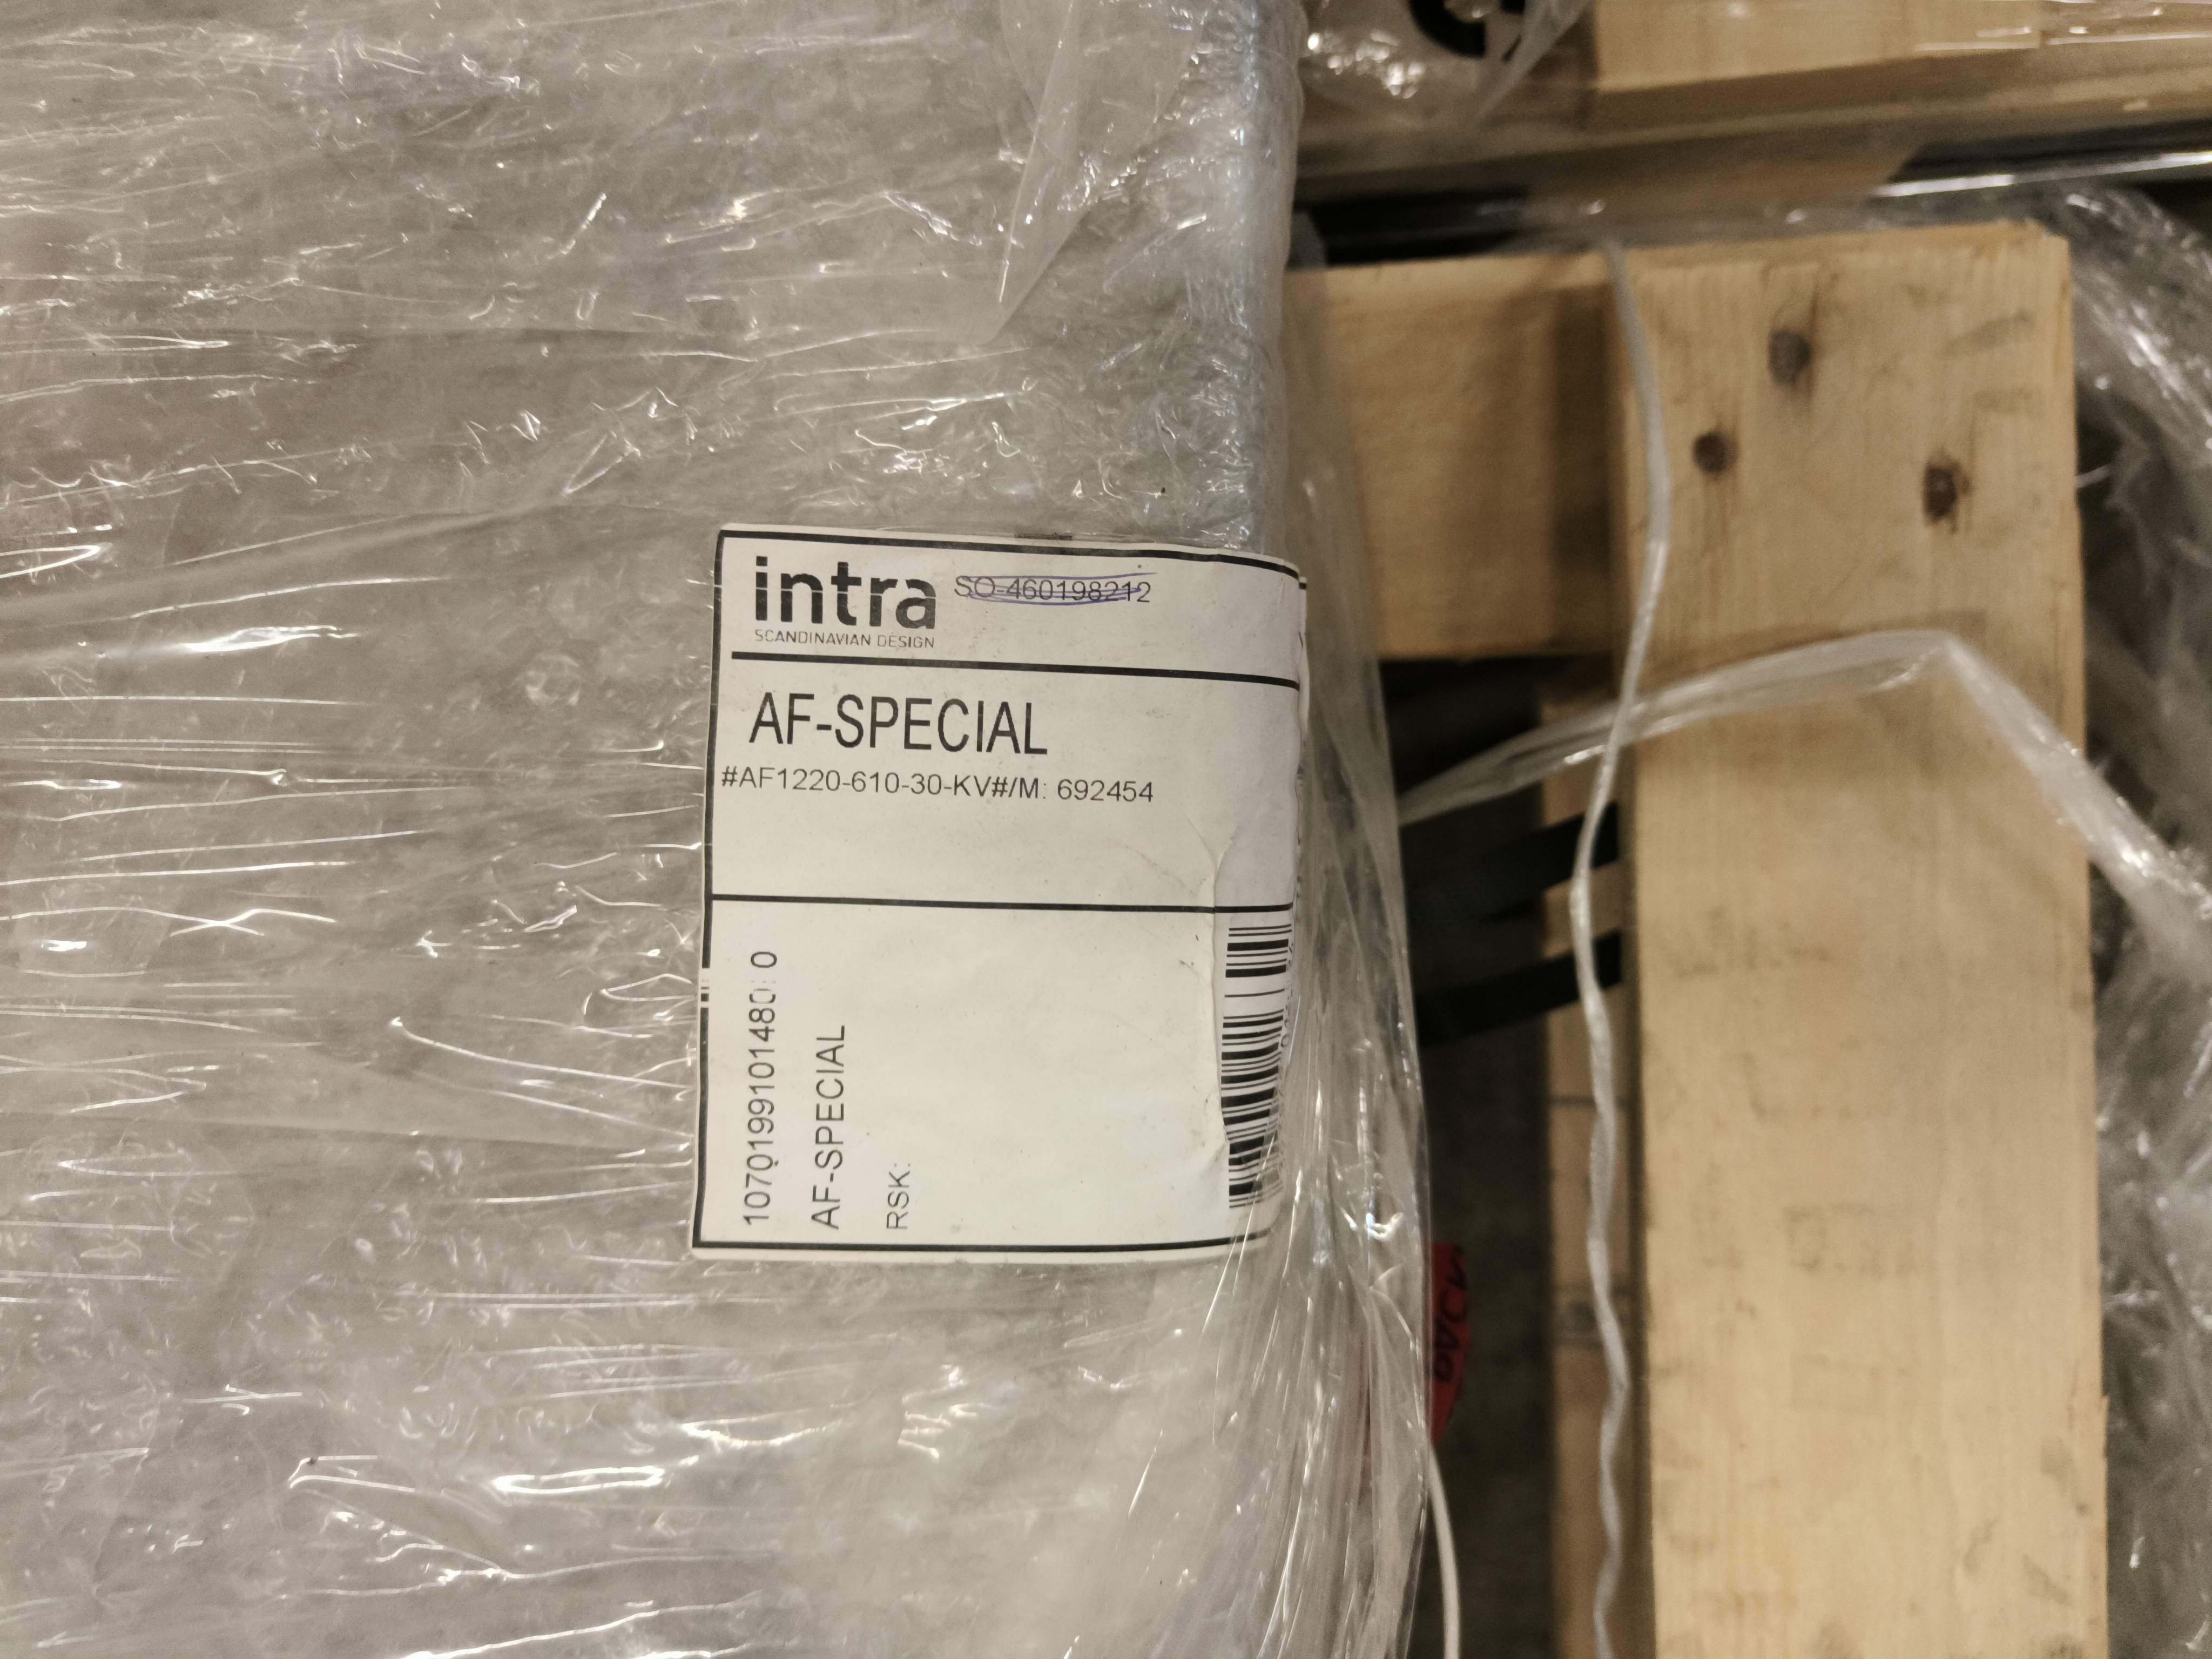 intra
SCANDINAVIAN DESIGN
SO-460198212
AF-SPECIAL
#AF1220-610-30-KV#/M: 692454
AF-SPECIAL
RSK: